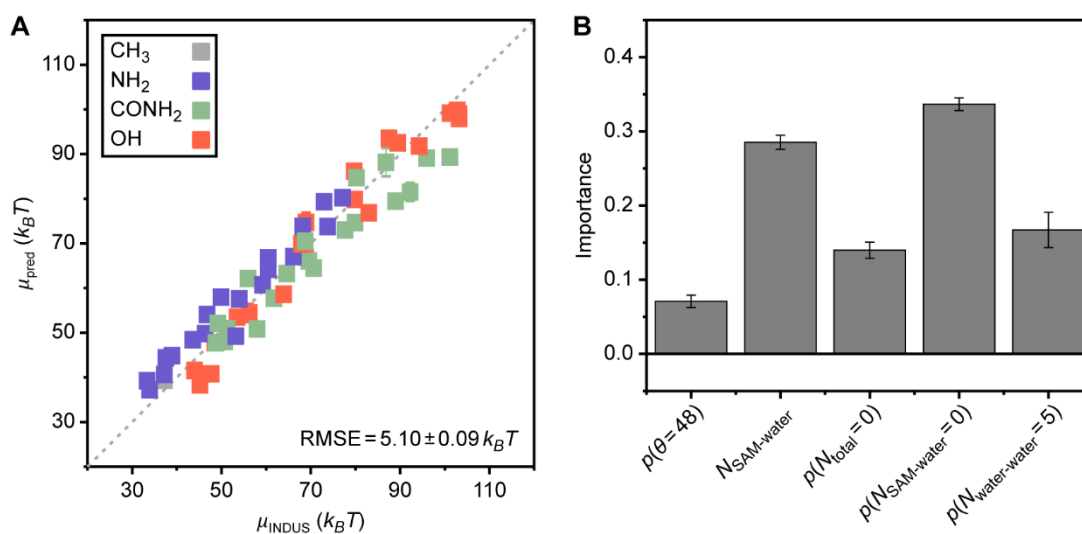 A
CH₃
NH₂
CONH₂
OH
110
90
70
50
30
μpred (kBT)
RMSE = 5.10 ± 0.09 kBT
30 50 70 90 110
μINDUS (kBT)
B
0.4
0.3
0.2
0.1
0.0
Importance
p(θ = 48)
NSAM-water
p(Ntotal = 0)
p(NSAM-water = 0)
p(Nwater-water = 5)